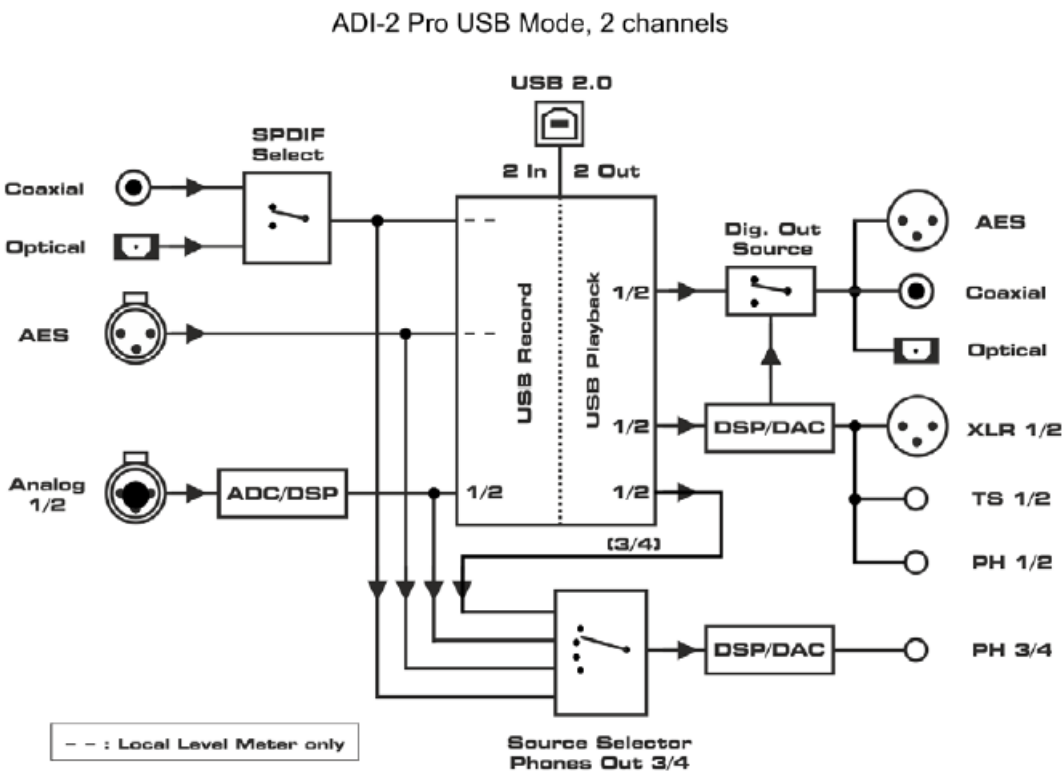 ADI-2 Pro USB Mode, 2 channels
USB 2.0
SPDIF
Select
2 In
2 Out
Coaxial
Optical
AES
Analog
1/2
ADC/DSP
- -
- -
1/2
USB Record
USB Playback
1/2
1/2
1/2
(3/4)
Dig. Out
Source
DSP/DAC
AES
Coaxial
Optical
XLR 1/2
TS 1/2
PH 1/2
DSP/DAC
PH 3/4
- - : Local Level Meter only
Source Selector
Phones Out 3/4